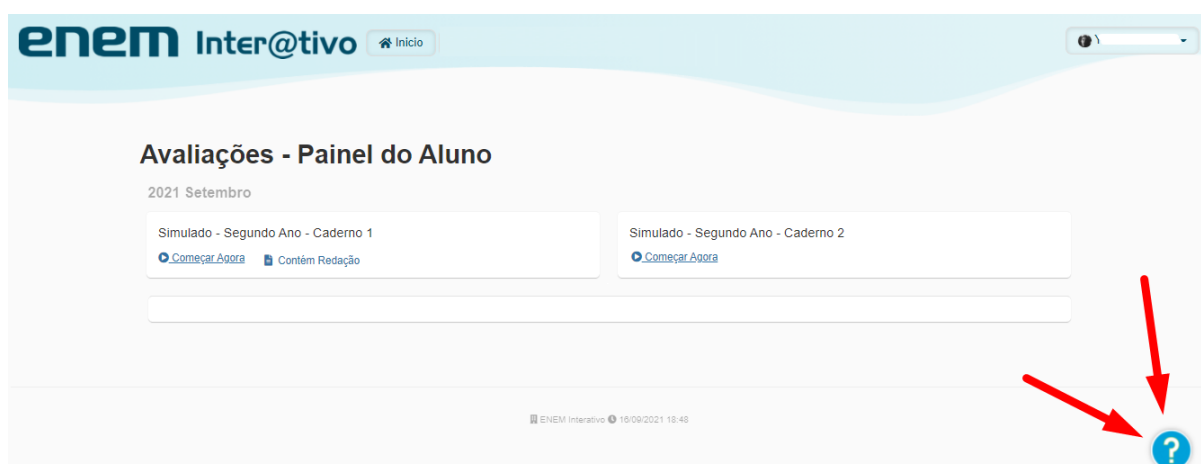 enem Inter@tivo Inicio
Avaliações - Painel do Aluno
2021 Setembro
Simulado - Segundo Ano - Caderno 1
Começar Agora Contém Redação
Simulado - Segundo Ano - Caderno 2
Começar Agora
ENEM Interativo 16/09/2021 18:48
?